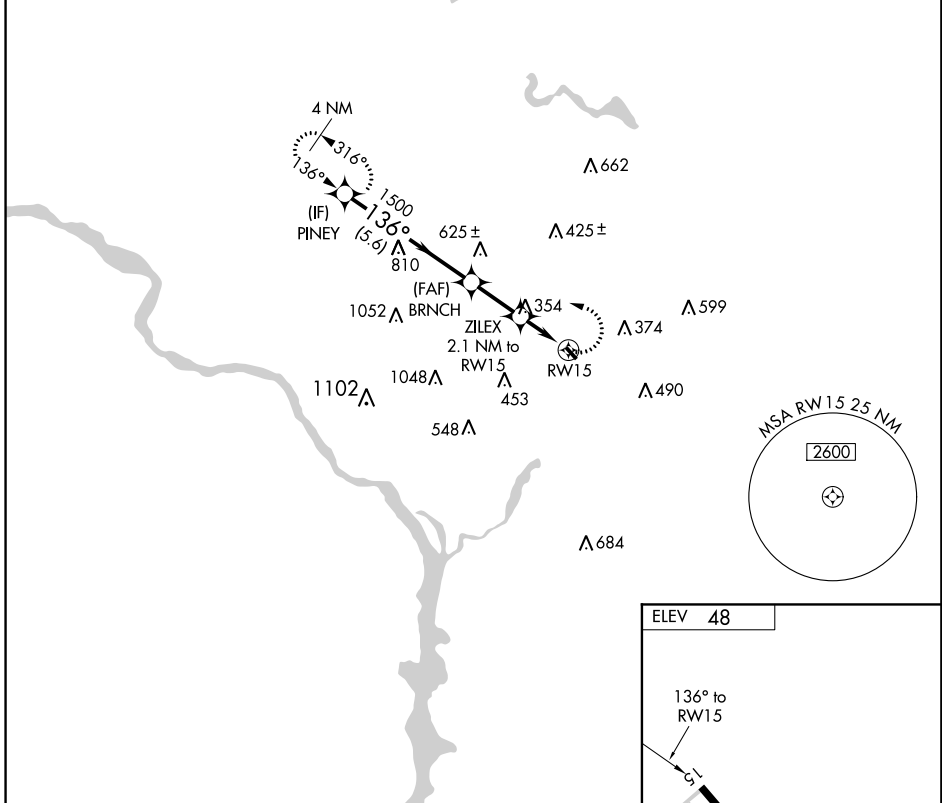 4 NM
316°
136°
(IF)
PINEY
1500
136°
(5.6)
662
425±
625±
810
(FAF)
BRNCH
1052
354
599
374
ZILEX
2.1 NM to
RW15
RW15
1048
1102
453
490
548
MSA RW15 25 NM
2600
684
ELEV 48
136° to
RW15
15